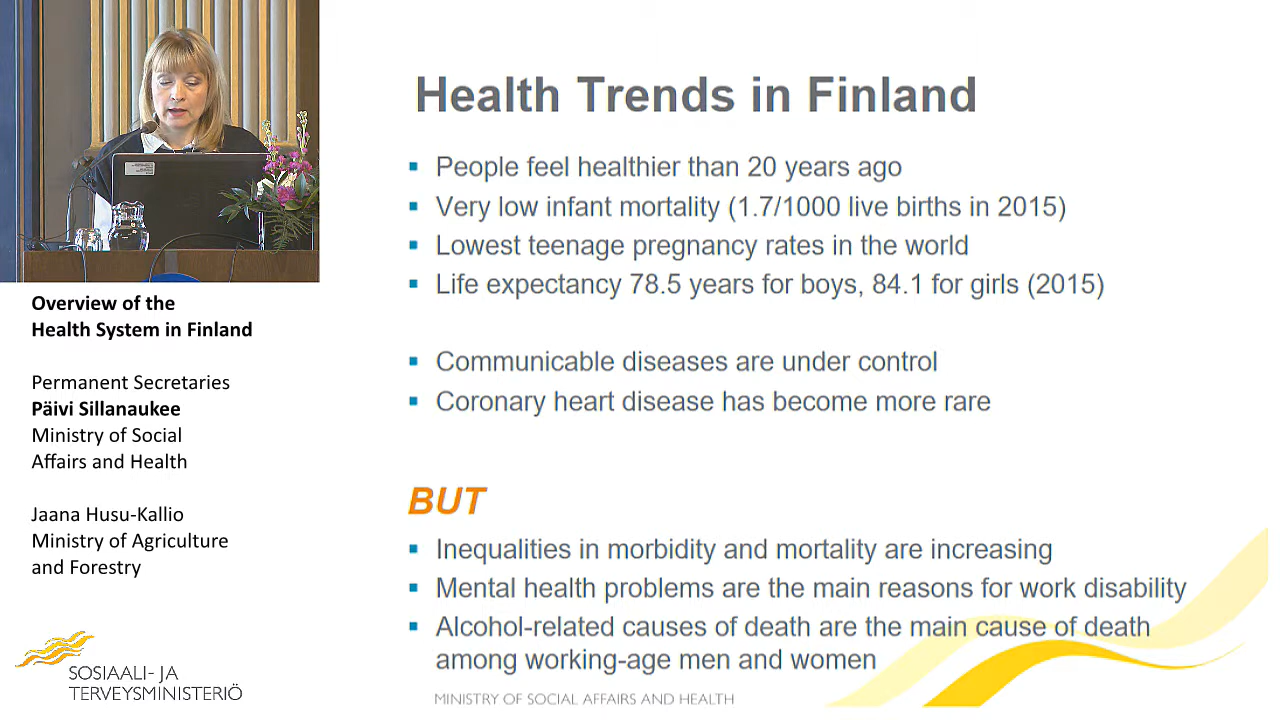 Health Trends in Finland
People feel healthier than 20 years ago
Very low infant mortality (1.7/1000 live births in 2015)
Lowest teenage pregnancy rates in the world
Life expectancy 78.5 years for boys, 84.1 for girls (2015)
Communicable diseases are under control
Coronary heart disease has become more rare
BUT
Inequalities in morbidity and mortality are increasing
Mental health problems are the main reasons for work disability
Alcohol-related causes of death are the main cause of death
among working-age men and women
MINISTRY OF SOCIAL AFFAIRS AND HEALTH
Overview of the
Health System in Finland
Permanent Secretaries
Päivi Sillanaukee
Ministry of Social
Affairs and Health
Jaana Husu-Kallio
Ministry of Agriculture
and Forestry
SOSIAALI- JA
TERVEYSMINISTERIÖ